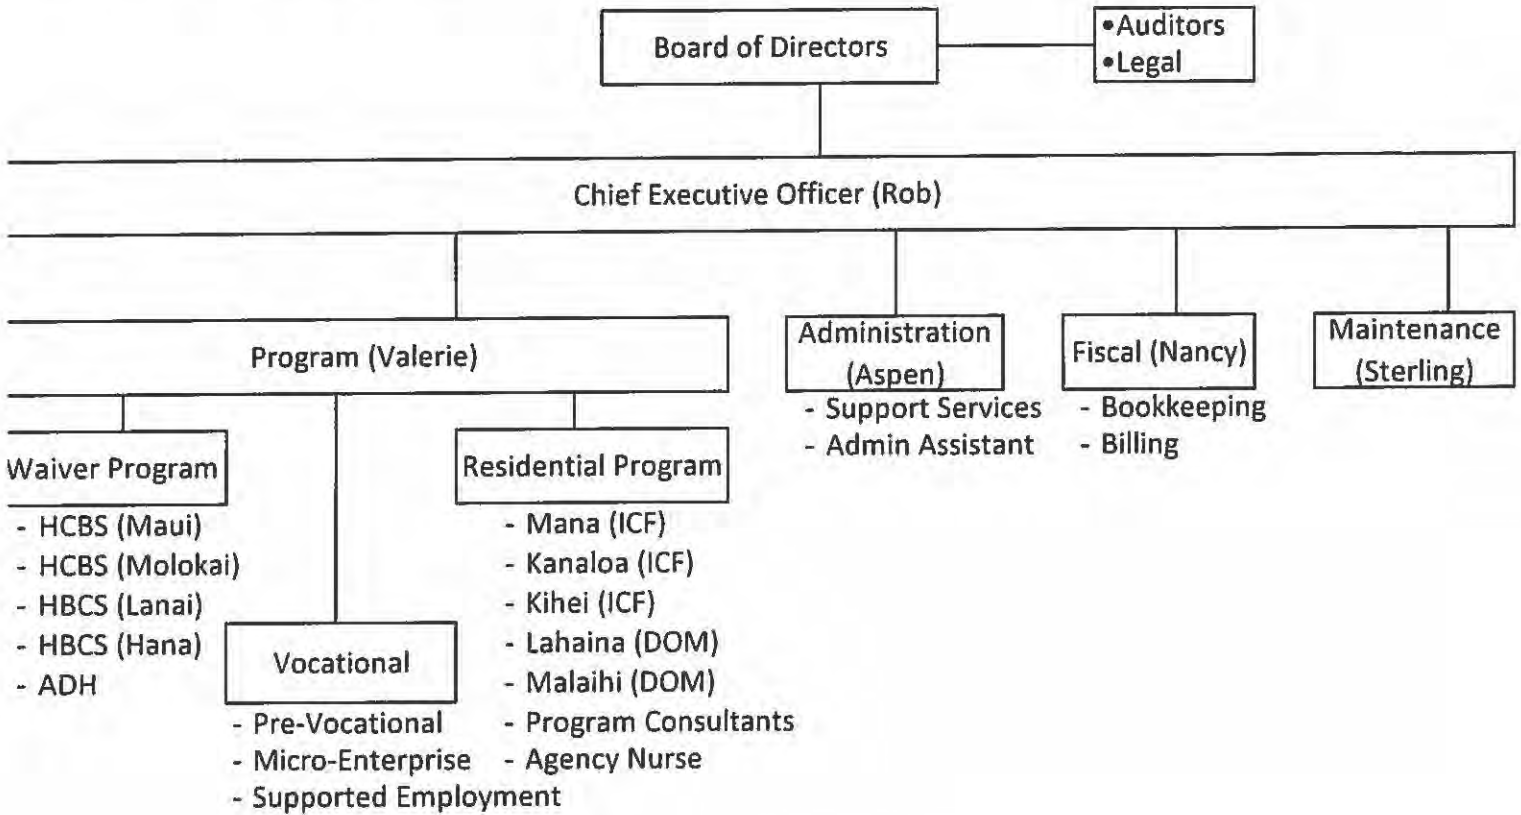 Board of Directors
•Auditors
•Legal
Chief Executive Officer (Rob)
Program (Valerie)
Administration
(Aspen)
- Support Services
- Admin Assistant
Fiscal (Nancy)
- Bookkeeping
- Billing
Maintenance
(Sterling)
Waiver Program
- HCBS (Maui)
- HCBS (Molokai)
- HBCS (Lanai)
- HBCS (Hana)
- ADH
Vocational
- Pre-Vocational
- Micro-Enterprise
- Supported Employment
Residential Program
- Mana (ICF)
- Kanaloa (ICF)
- Kihei (ICF)
- Lahaina (DOM)
- Malaihi (DOM)
- Program Consultants
- Agency Nurse